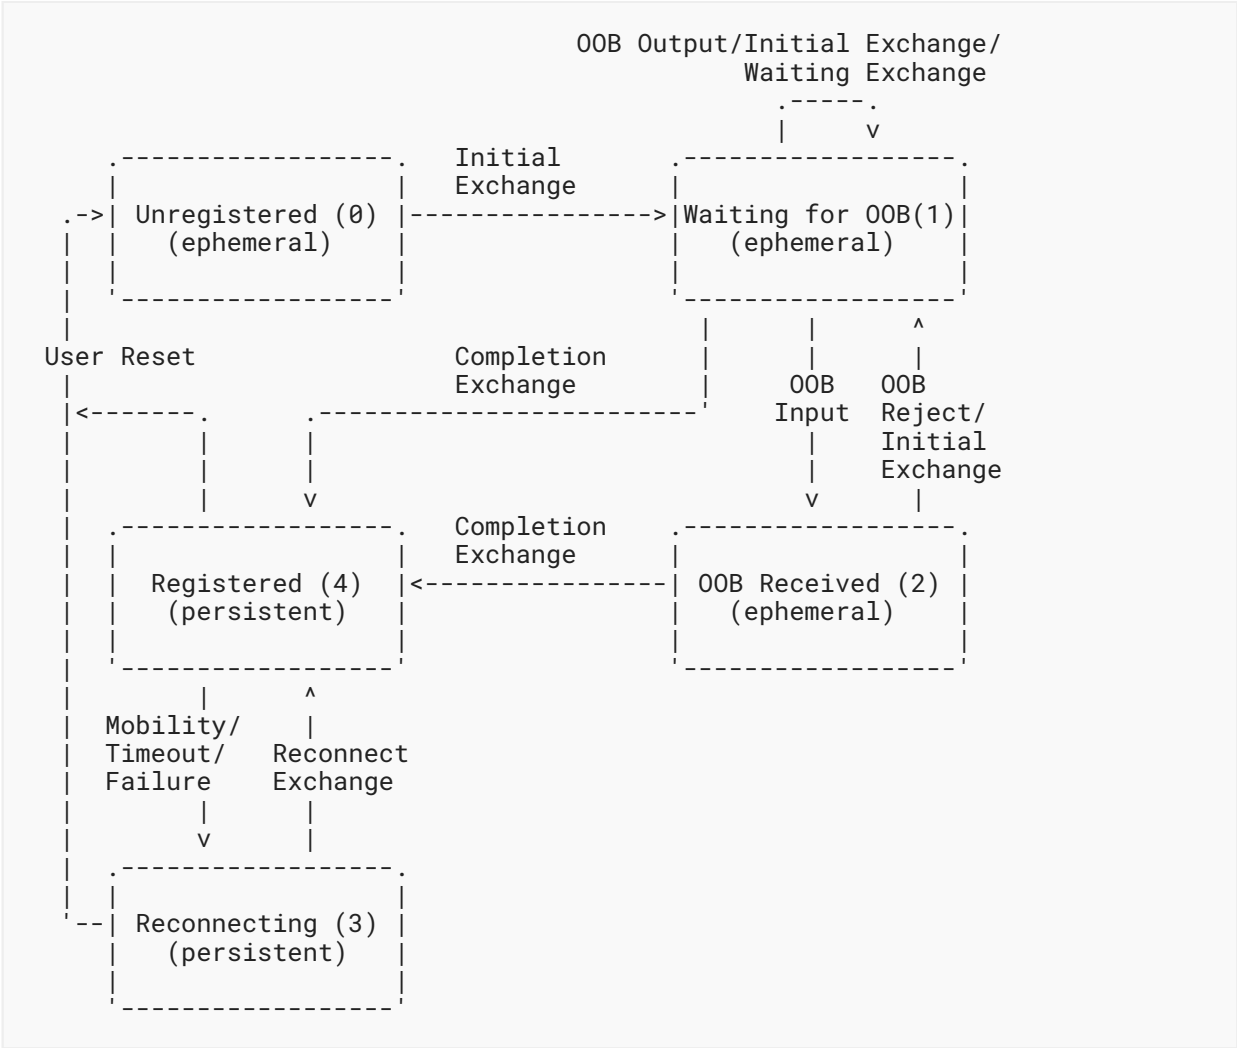 OOB Output/Initial Exchange/
Waiting Exchange
.-----.
|     v
.------------------.   Initial                 .------------------.
|                  |   Exchange                |                  |
.->| Unregistered (0) |---------------->|Waiting for OOB(1)|
|  |   (ephemeral)    |                 |   (ephemeral)    |
|  |                  |                 |                  |
|  '------------------'                 '------------------'
|                                         |      |      ^
User Reset                 Completion      |      |      |
|                          Exchange        |     OOB    OOB
|<-------.      .-------------------------'    Input  Reject/
|        |      |                                |    Initial
|        |      |                                |    Exchange
|        |      v                                v      |
|  .------------------.   Completion      .------------------.
|  |                  |   Exchange        |                  |
|  |  Registered (4)  |<----------------| OOB Received (2) |
|  |   (persistent)   |                 |   (ephemeral)    |
|  |                  |                 |                  |
|  '------------------'                 '------------------'
|        |      ^
|  Mobility/    |
|  Timeout/   Reconnect
|  Failure    Exchange
|        |      |
|        v      |
|  .------------------.
|  |                  |
'--| Reconnecting (3) |
|   (persistent)   |
|                  |
'------------------'